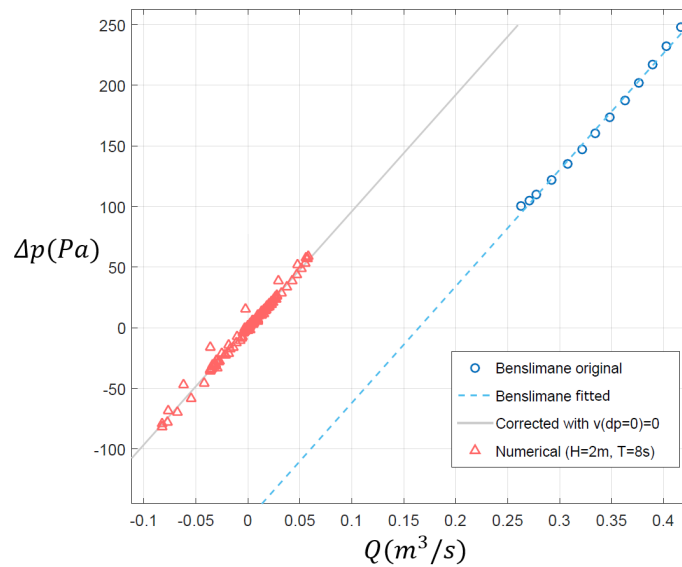 250
200
150
100
50
0
-50
-100
Δp(Pa)
-0.1 -0.05 0 0.05 0.1 0.15 0.2 0.25 0.3 0.35 0.4
Q(m³/s)
Benslimane original
Benslimane fitted
Corrected with v(dp=0)=0
Numerical (H=2m, T=8s)